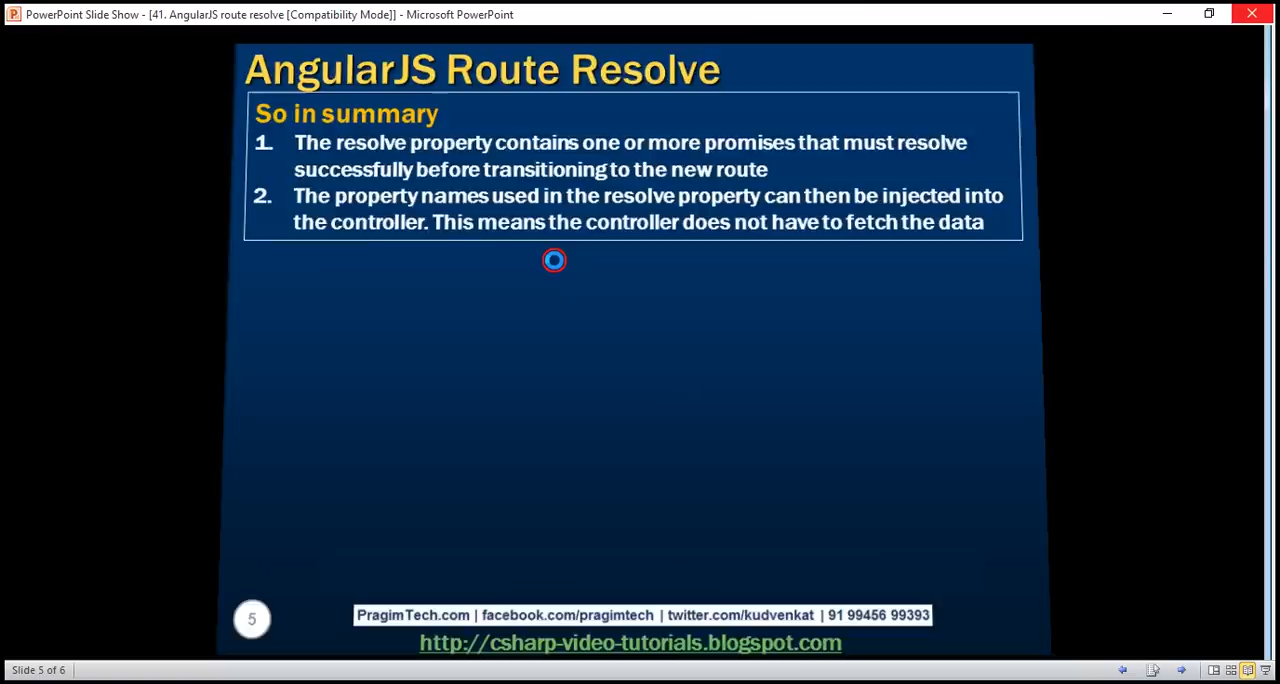 PowerPoint Slide Show - [41. AngularJS route resolve [Compatibility Mode]] - Microsoft PowerPoint
AngularJS Route Resolve
So in summary
1. The resolve property contains one or more promises that must resolve
successfully before transitioning to the new route
2. The property names used in the resolve property can then be injected into
the controller. This means the controller does not have to fetch the data
5
PragimTech.com | facebook.com/pragimtech | twitter.com/kudvenkat | 91 99456 99393
http://csharp-video-tutorials.blogspot.com
Slide 5 of 6